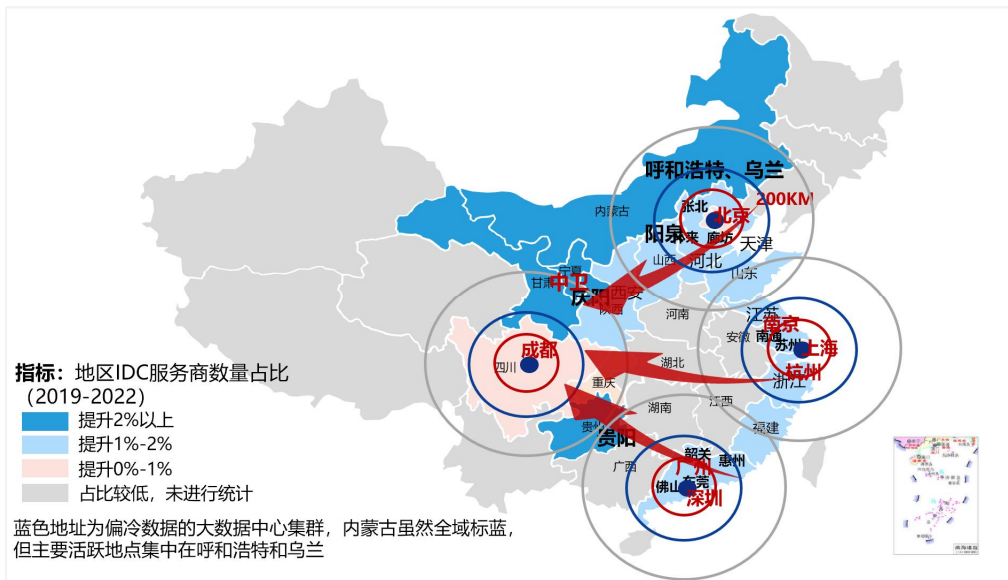 呼和浩特、乌兰
200KM
张北
北京
内蒙古
阳泉
怀来
廊坊
天津
山西
河北
山东
宁夏
甘肃
中卫
庆阳
西安
陕西
河南
江苏
南京
安徽
南通
苏州
上海
杭州
浙江
成都
四川
湖北
重庆
湖南
江西
福建
贵州
贵阳
广西
韶关
广州
惠州
佛山
东莞
深圳
指标：地区IDC服务商数量占比
（2019-2022）
提升2%以上
提升1%-2%
提升0%-1%
占比较低，未进行统计
蓝色地址为偏冷数据的大数据中心集群，内蒙古虽然全域标蓝，
但主要活跃地点集中在呼和浩特和乌兰
南海诸岛